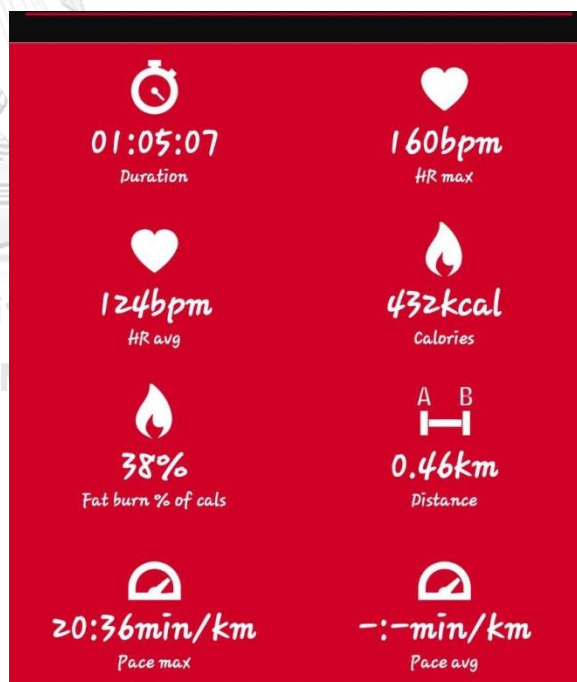 01:05:07
Duration
160bpm
HR max
124bpm
HR avg
432kcal
Calories
38%
Fat burn % of cals
A B
0.46km
Distance
20:36min/km
Pace max
-:-min/km
Pace avg